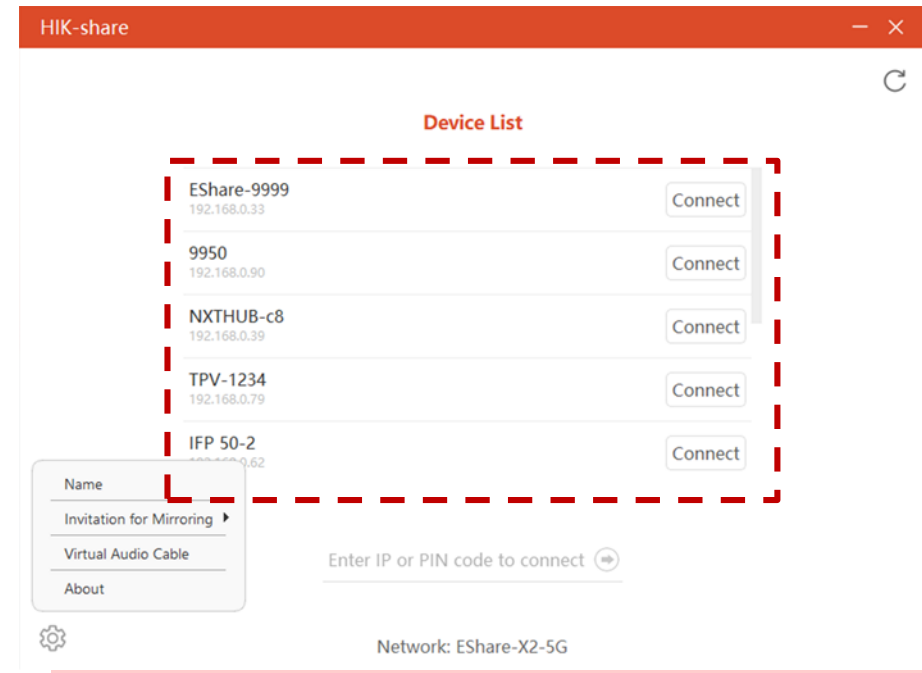 HIK-share
Device List
EShare-9999
192.168.0.33
Connect
9950
192.168.0.90
Connect
NXTHUB-c8
192.168.0.39
Connect
TPV-1234
192.168.0.79
Connect
IFP 50-2
.62
Connect
Name
Invitation for Mirroring
Virtual Audio Cable
About
Enter IP or PIN code to connect
Network: EShare-X2-5G